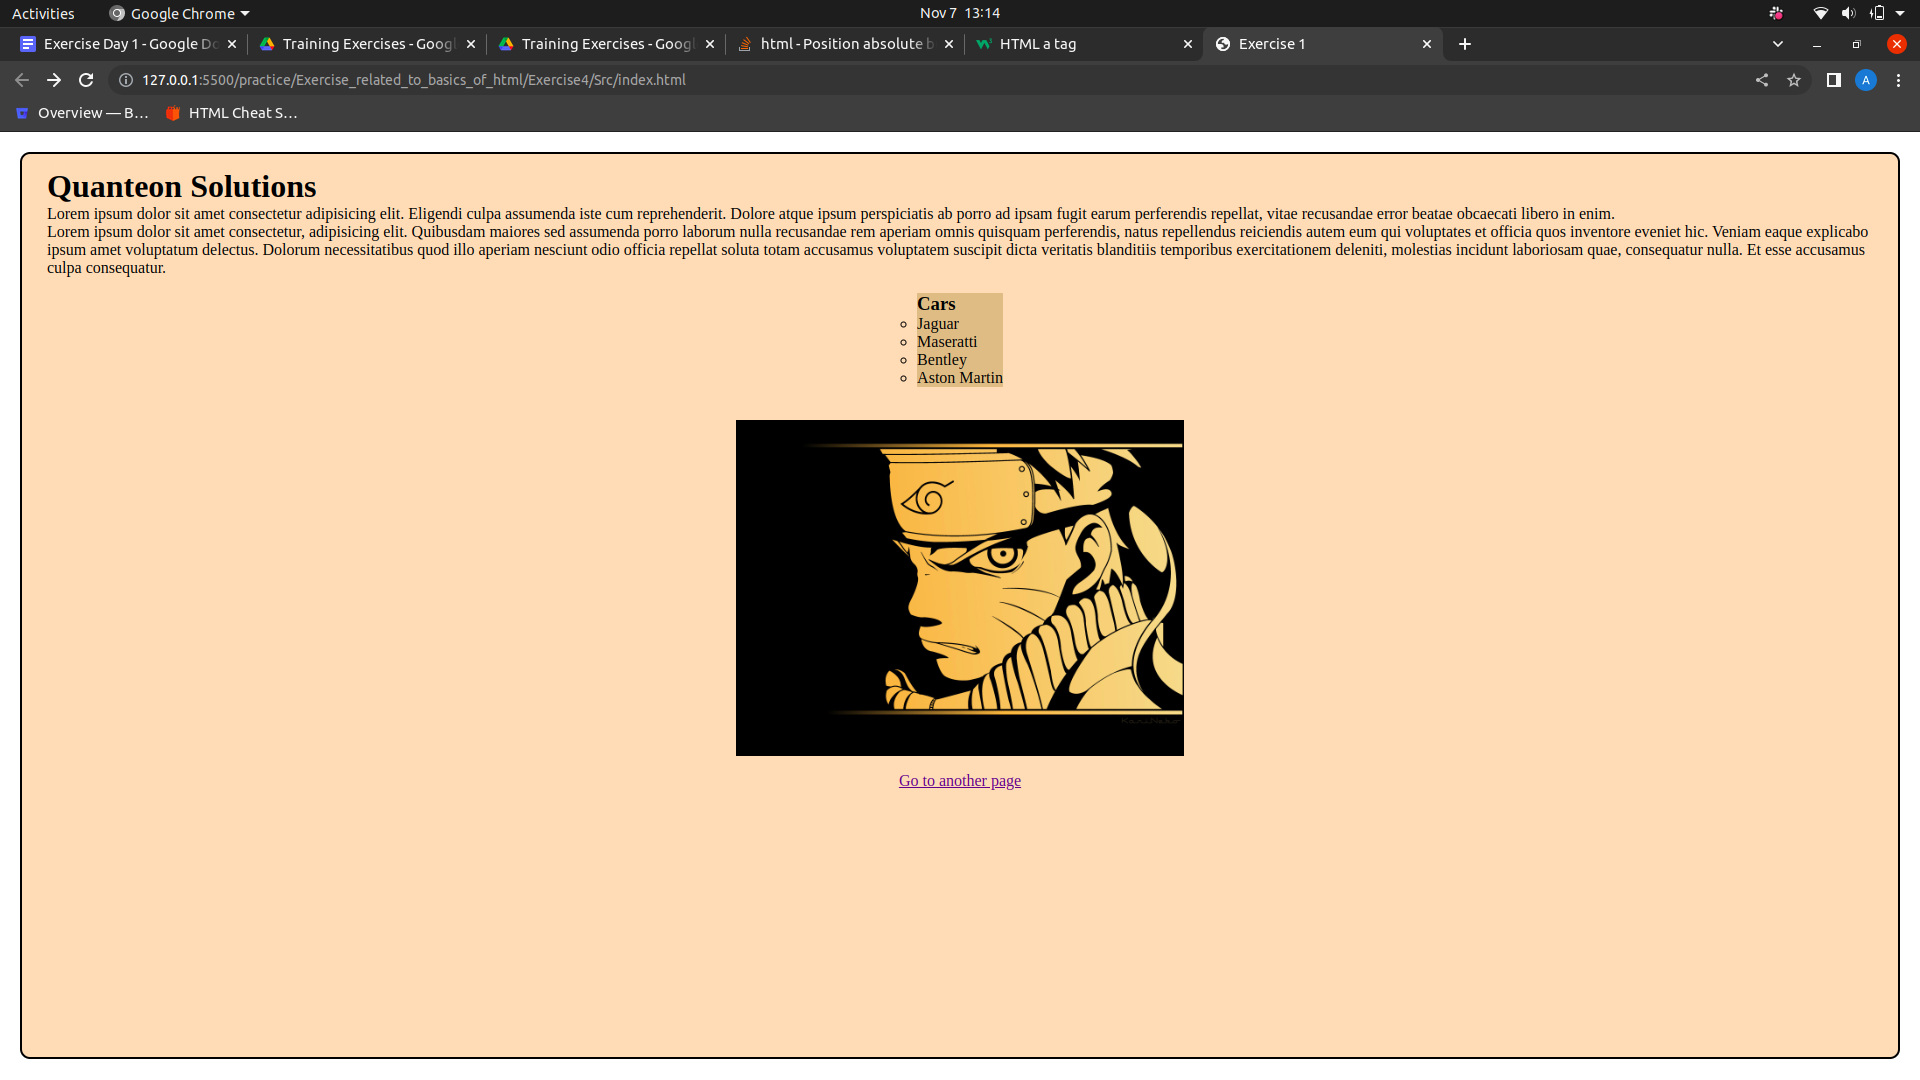 Activities
Google Chrome
Nov 7 13:14
Exercise Day 1 - Google Do
Training Exercises - Googl
Training Exercises - Googl
html - Position absolute b
HTML a tag
Exercise 1
127.0.0.1:5500/practice/Exercise_related_to_basics_of_html/Exercise4/Src/index.html
A
Overview — B…
HTML Cheat S…
Quanteon Solutions
Lorem ipsum dolor sit amet consectetur adipisicing elit. Eligendi culpa assumenda iste cum reprehenderit. Dolore atque ipsum perspiciatis ab porro ad ipsam fugit earum perferendis repellat, vitae recusandae error beatae obcaecati libero in enim.
Lorem ipsum dolor sit amet consectetur, adipisicing elit. Quibusdam maiores sed assumenda porro laborum nulla recusandae rem aperiam omnis quisquam perferendis, natus repellendus reiciendis autem eum qui voluptates et officia quos inventore eveniet hic. Veniam eaque explicabo
ipsum amet voluptatum delectus. Dolorum necessitatibus quod illo aperiam nesciunt odio officia repellat soluta totam accusamus voluptatem suscipit dicta veritatis blanditiis temporibus exercitationem deleniti, molestias incidunt laboriosam quae, consequatur nulla. Et esse accusamus
culpa consequatur.
Cars
Jaguar
Maseratti
Bentley
Aston Martin
Go to another page